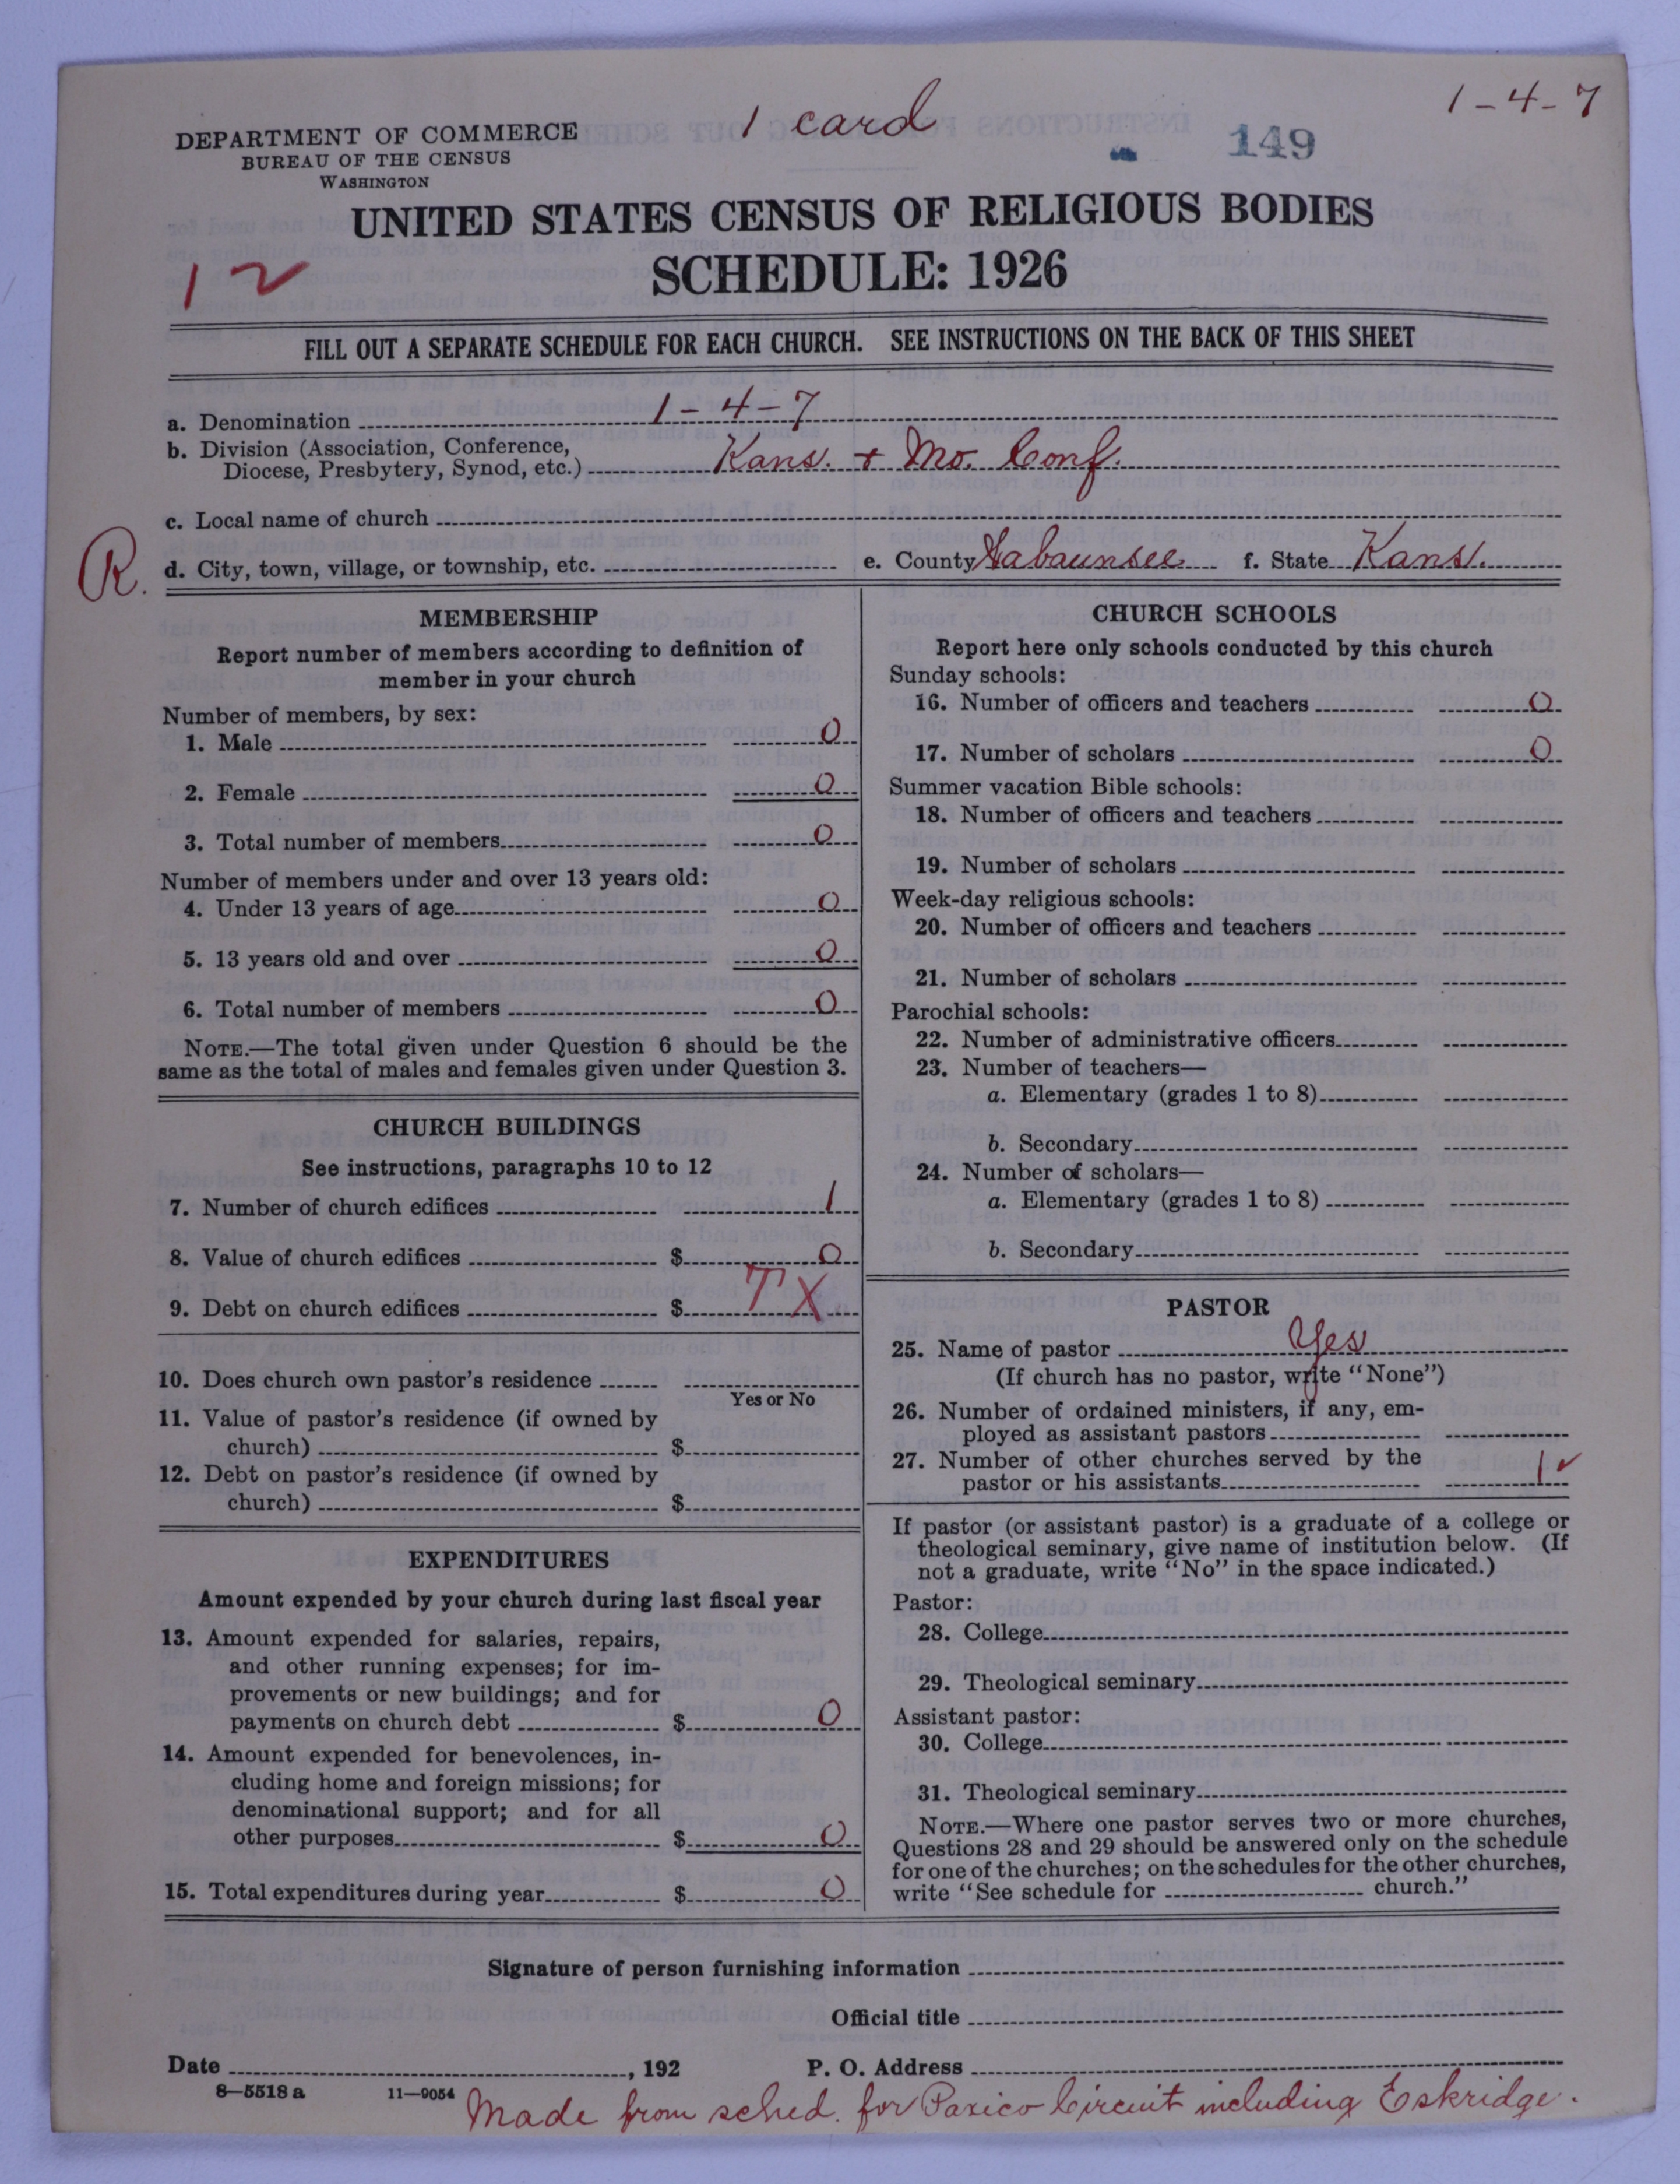 1 card
1-4-7
DEPARTMENT OF COMMERCE
BUREAU OF THE CENSUS
WASHINGTON
149
UNITED STATES CENSUS OF RELIGIOUS BODIES
SCHEDULE: 1926
12
FILL OUT A SEPARATE SCHEDULE FOR EACH CHURCH. SEE INSTRUCTIONS ON THE BACK OF THIS SHEET
a. Denomination 1-4-7
b. Division (Association, Conference,
Diocese, Presbytery, Synod, etc.) Kans. + Mo. Conf.
c. Local name of church
R.
d. City, town, village, or township, etc. e. County Wabaunsee f. State Kans.
MEMBERSHIP
Report number of members according to definition of
member in your church
Number of members, by sex:
1. Male 0
2. Female 0
3. Total number of members 0
Number of members under and over 13 years old:
4. Under 13 years of age 0
5. 13 years old and over 0
6. Total number of members 0
NOTE.—The total given under Question 6 should be the
same as the total of males and females given under Question 3.
CHURCH BUILDINGS
See instructions, paragraphs 10 to 12
7. Number of church edifices 1
8. Value of church edifices $ 0
9. Debt on church edifices $ T X
10. Does church own pastor's residence
Yes or No
11. Value of pastor's residence (if owned by
church) $
12. Debt on pastor's residence (if owned by
church) $
EXPENDITURES
Amount expended by your church during last fiscal year
13. Amount expended for salaries, repairs,
and other running expenses; for im-
provements or new buildings; and for
payments on church debt $ 0
14. Amount expended for benevolences, in-
cluding home and foreign missions; for
denominational support; and for all
other purposes $ 0
15. Total expenditures during year $ 0
CHURCH SCHOOLS
Report here only schools conducted by this church
Sunday schools:
16. Number of officers and teachers 0
17. Number of scholars 0
Summer vacation Bible schools:
18. Number of officers and teachers
19. Number of scholars
Week-day religious schools:
20. Number of officers and teachers
21. Number of scholars
Parochial schools:
22. Number of administrative officers
23. Number of teachers—
a. Elementary (grades 1 to 8)
b. Secondary
24. Number of scholars—
a. Elementary (grades 1 to 8)
b. Secondary
PASTOR
25. Name of pastor Yes
(If church has no pastor, write "None")
26. Number of ordained ministers, if any, em-
ployed as assistant pastors
27. Number of other churches served by the
pastor or his assistants 1 ✓
If pastor (or assistant pastor) is a graduate of a college or
theological seminary, give name of institution below. (If
not a graduate, write "No" in the space indicated.)
Pastor:
28. College
29. Theological seminary
Assistant pastor:
30. College
31. Theological seminary
NOTE.—Where one pastor serves two or more churches,
Questions 28 and 29 should be answered only on the schedule
for one of the churches; on the schedules for the other churches,
write "See schedule for church."
Signature of person furnishing information
Official title
Date , 192 P. O. Address
8—5518 a 11—9054
Made from sched. for Paxico Circuit including Eskridge.